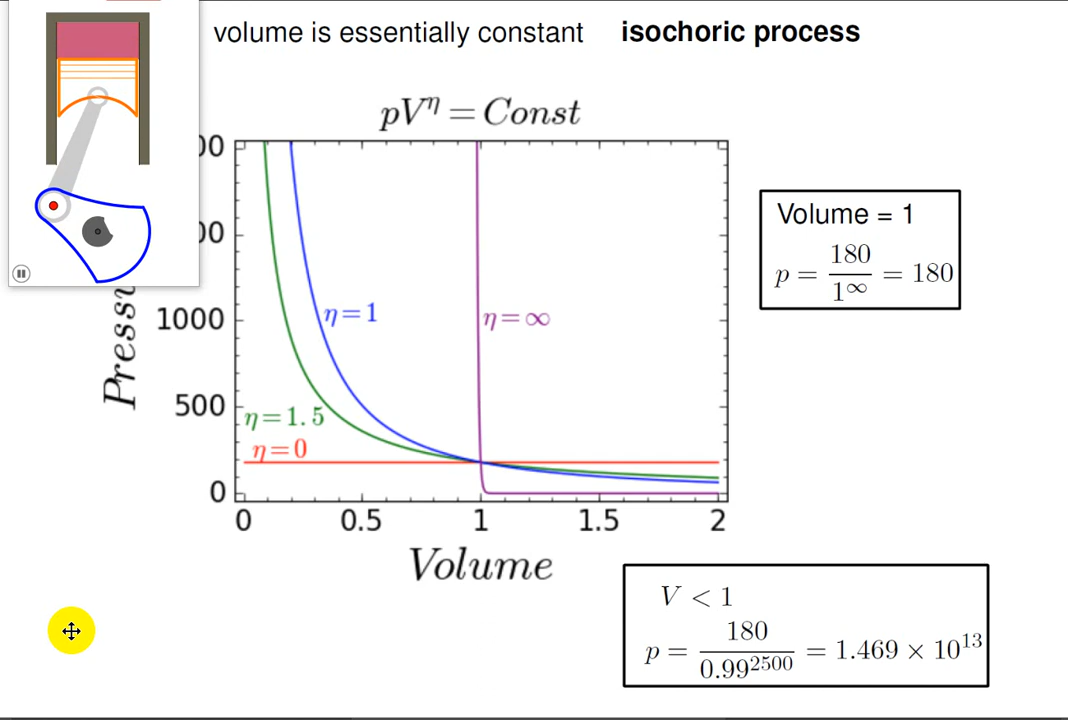 volume is essentially constant isochoric process
pV^η = Const
00
00
1000
500
0
Pressu
η=1
η=∞
η=1.5
η=0
0 0.5 1 1.5 2
Volume
Volume = 1
p = 180/1^∞ = 180
V < 1
p = 180/0.99^2500 = 1.469 × 10^13